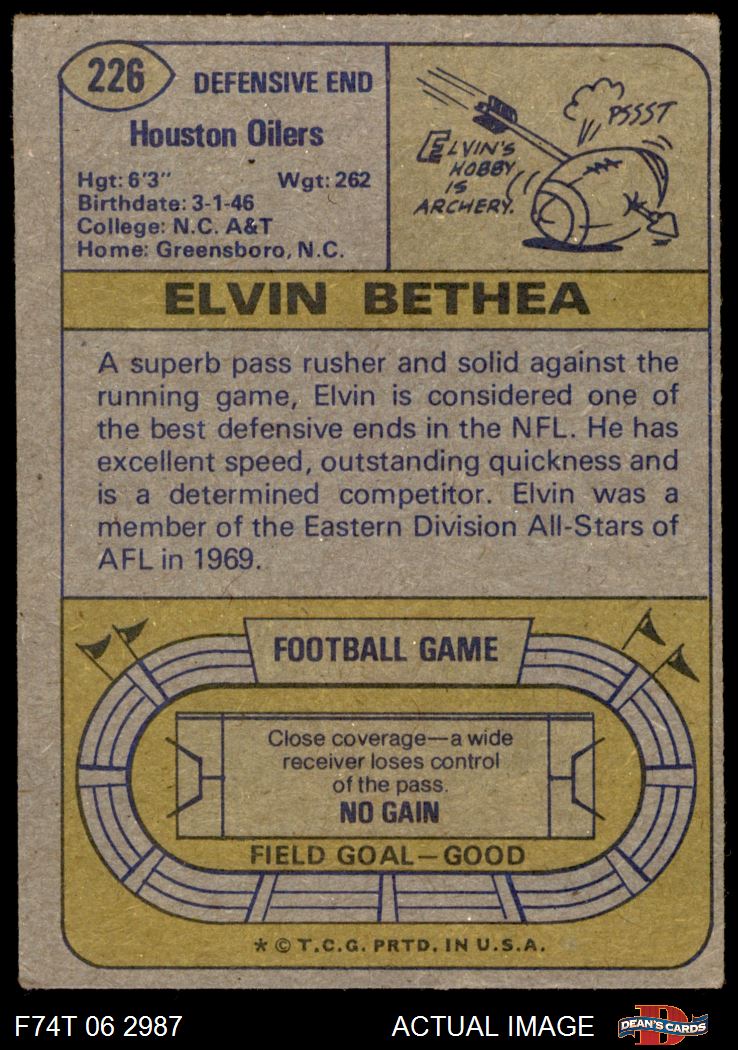 226
DEFENSIVE END
Houston Oilers
Hgt: 6'3" Wgt: 262
Birthdate: 3-1-46
College: N.C. A&T
Home: Greensboro, N.C.
PSSST
ELVIN'S
HOBBY
IS
ARCHERY.
ELVIN BETHEA
A superb pass rusher and solid against the
running game, Elvin is considered one of
the best defensive ends in the NFL. He has
excellent speed, outstanding quickness and
is a determined competitor. Elvin was a
member of the Eastern Division All-Stars of
AFL in 1969.
FOOTBALL GAME
Close coverage—a wide
receiver loses control
of the pass.
NO GAIN
FIELD GOAL—GOOD
* © T.C.G. PRTD. IN U.S.A.
F74T 06 2987 ACTUAL IMAGE
D
DEAN'S CARDS